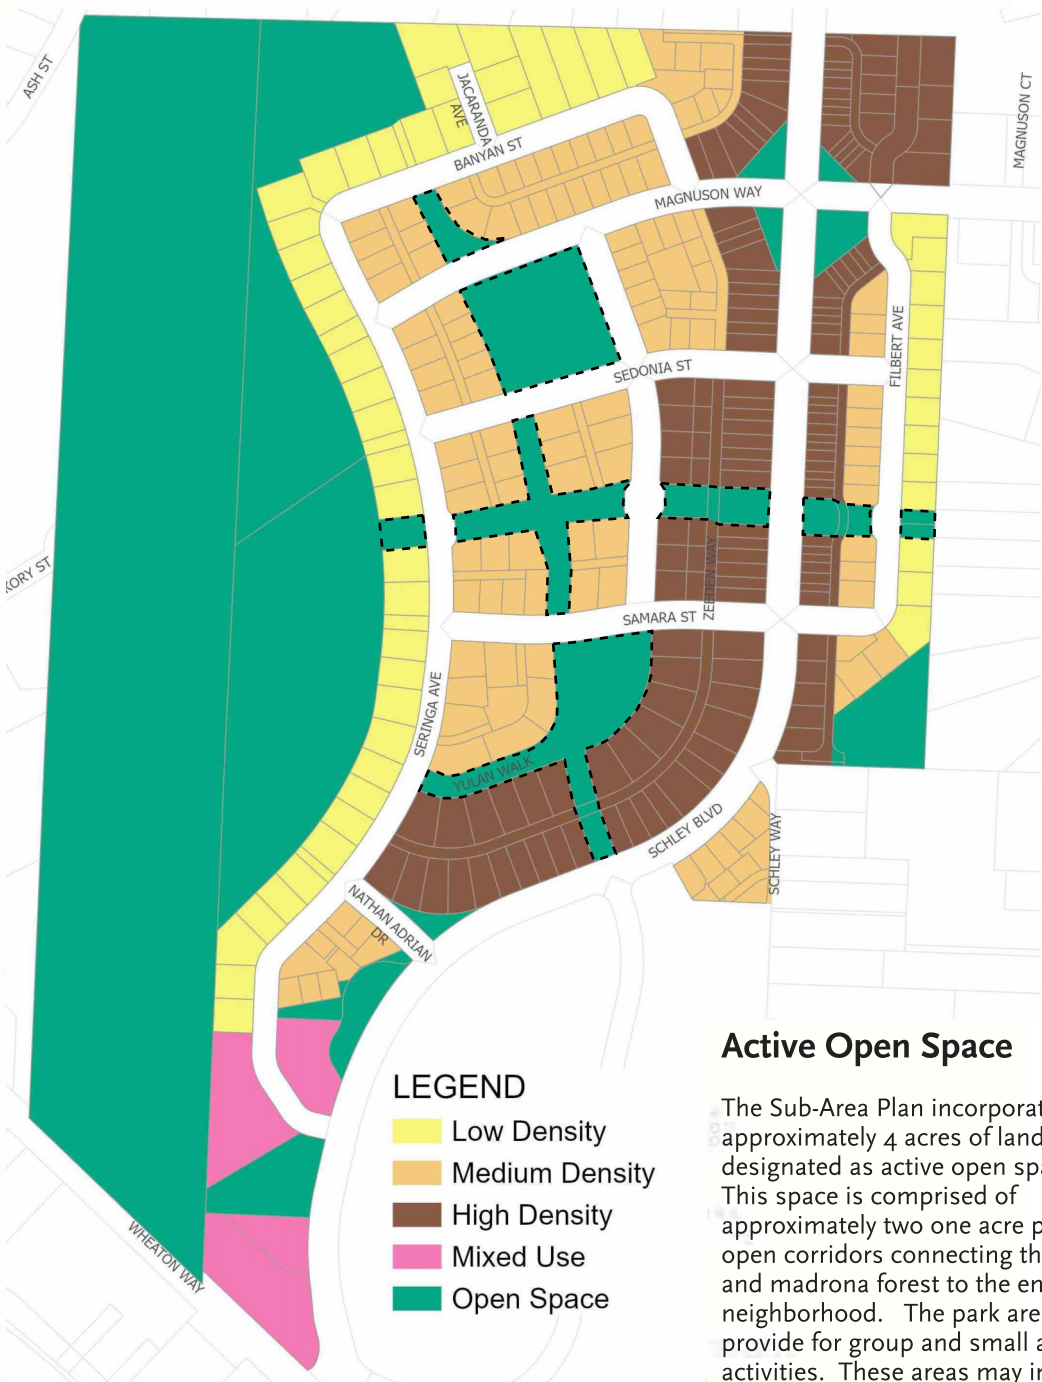 ASH ST
JACARANDA
AVE
BANYAN ST
MAGNUSON CT
MAGNUSON WAY
FILBERT AVE
SEDONIA ST
KORY ST
ZEEDEN WAY
SAMARA ST
SERINGA AVE
YULAN WALK
SCHLEY BLVD
SCHLEY WAY
NATHAN ADRIAN
DR
WHEATON WAY
LEGEND
Low Density
Medium Density
High Density
Mixed Use
Open Space
Active Open Space
The Sub-Area Plan incorporat
approximately 4 acres of land
designated as active open spa
This space is comprised of
approximately two one acre p
open corridors connecting th
and madrona forest to the en
neighborhood. The park are
provide for group and small a
activities. These areas may in